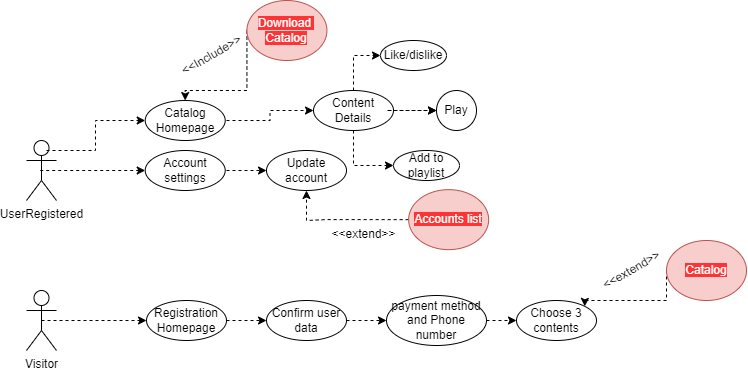 Download
Catalog
Like/dislike
<<Include>>
Catalog
Homepage
Content
Details
Play
Account
settings
Update
account
Add to
playlist
UserRegistered
Accounts list
<<extend>>
<<extend>>
Catalog
Registration
Homepage
Confirm user
data
payment method
and Phone
number
Choose 3
contents
Visitor